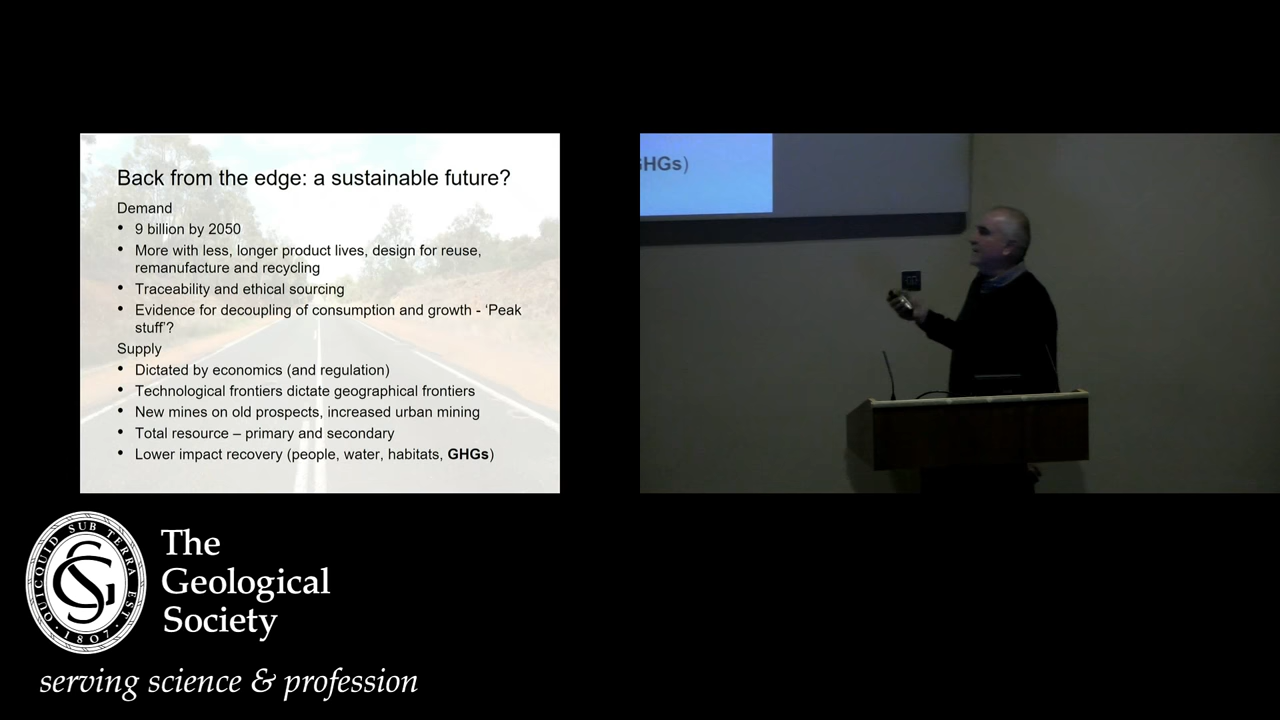 Back from the edge: a sustainable future?
Demand
• 9 billion by 2050
• More with less, longer product lives, design for reuse,
remanufacture and recycling
• Traceability and ethical sourcing
• Evidence for decoupling of consumption and growth - ‘Peak
stuff’?
Supply
• Dictated by economics (and regulation)
• Technological frontiers dictate geographical frontiers
• New mines on old prospects, increased urban mining
• Total resource – primary and secondary
• Lower impact recovery (people, water, habitats, GHGs)
GHGs)
QUICQUID SUB TERRA EST
· 1807 ·
The
Geological
Society
serving science & profession